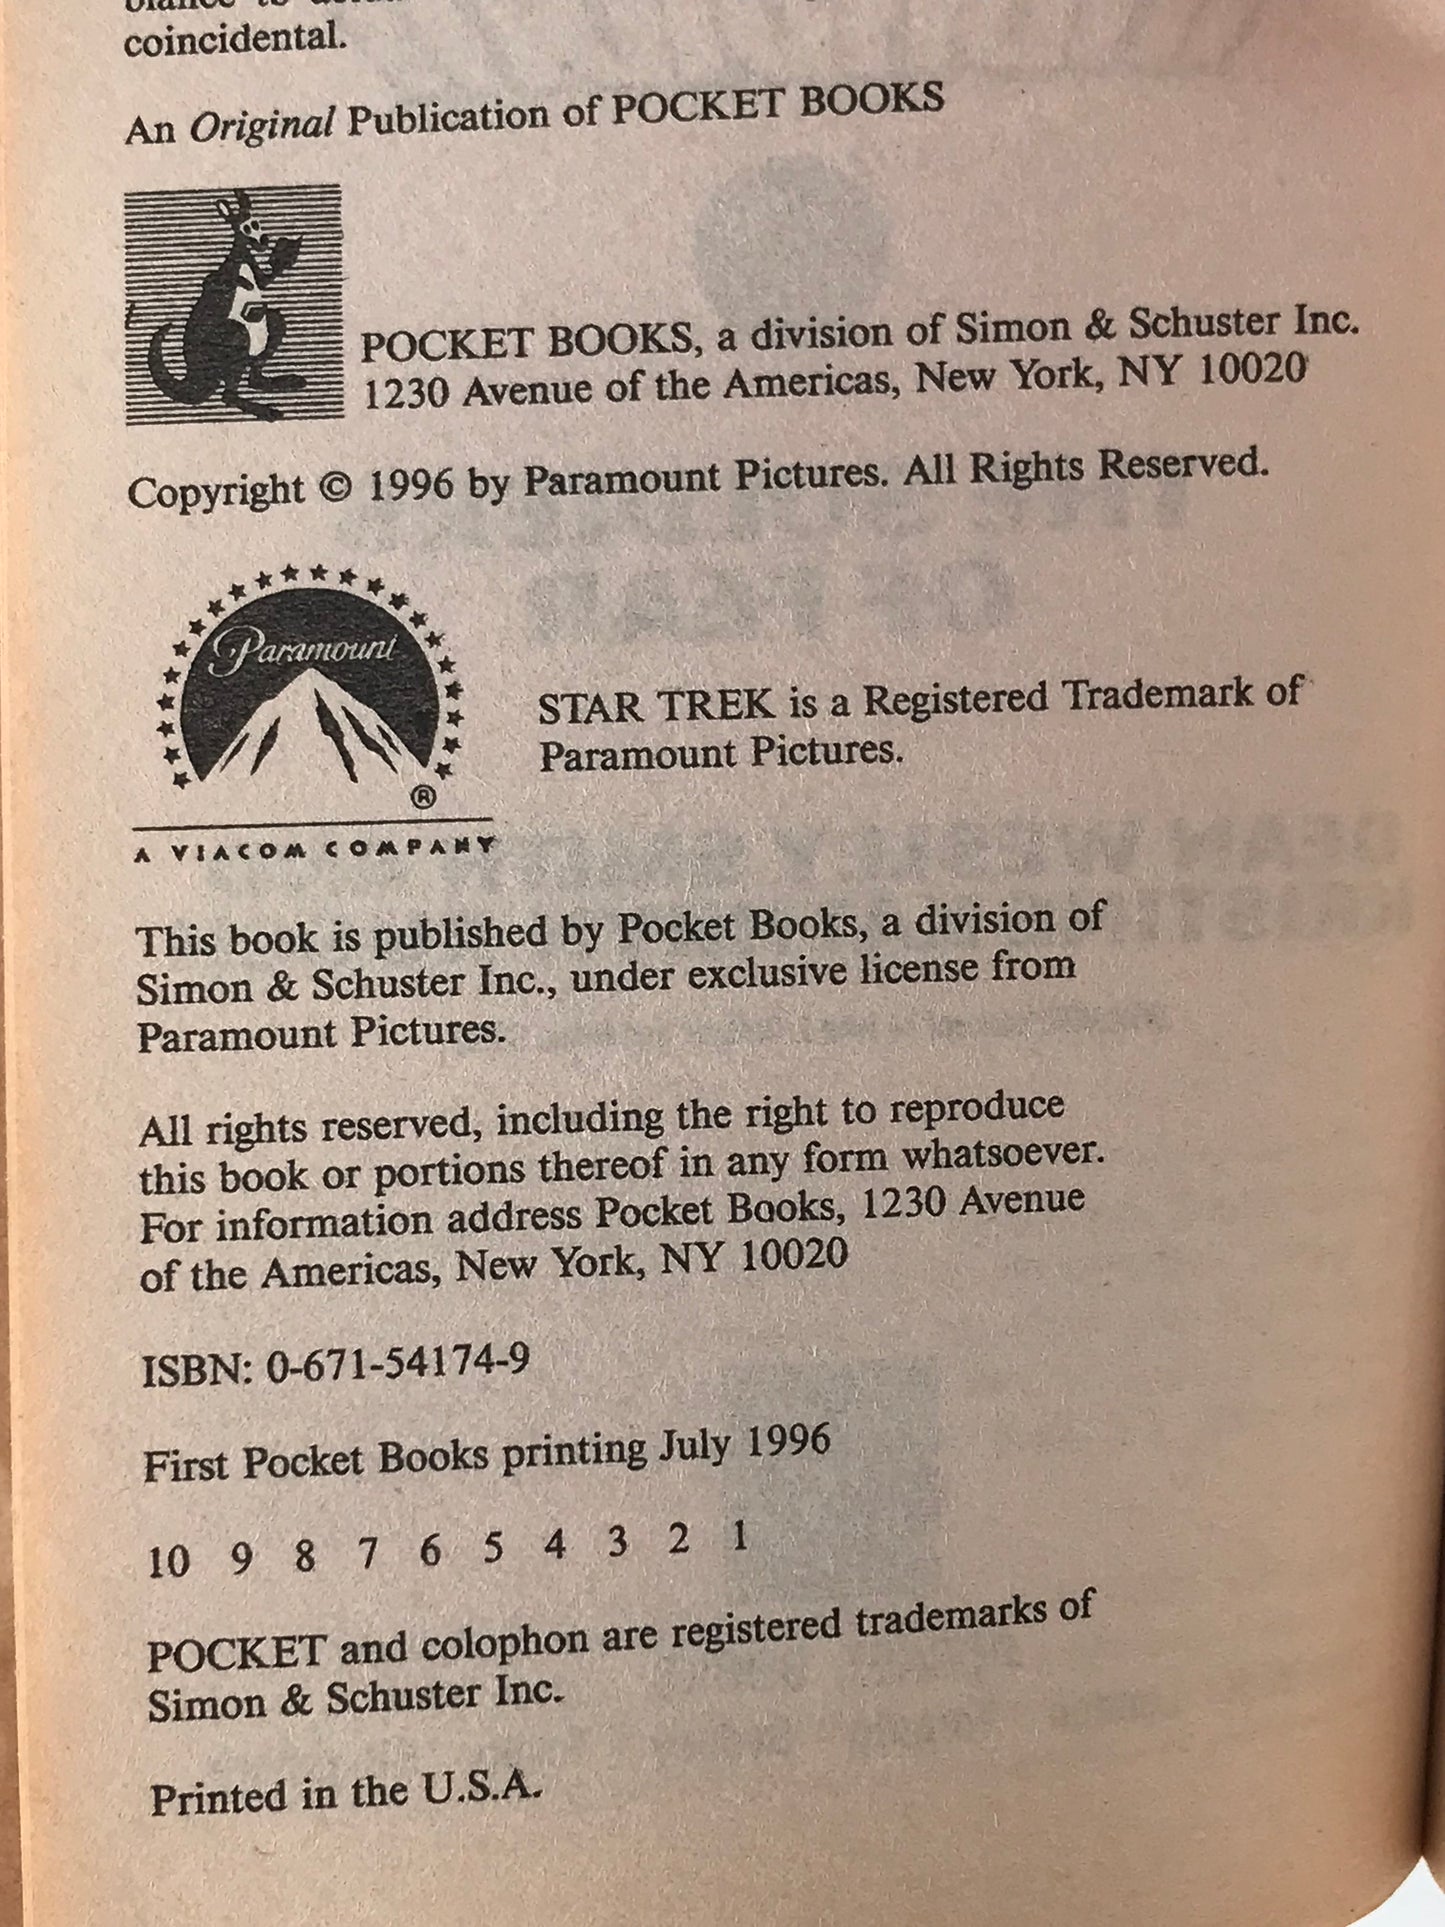 coincidental.
An Original Publication of POCKET BOOKS
POCKET BOOKS, a division of Simon & Schuster Inc.
1230 Avenue of the Americas, New York, NY 10020
Copyright © 1996 by Paramount Pictures. All Rights Reserved.
Paramount
®
A VIACOM COMPANY
STAR TREK is a Registered Trademark of
Paramount Pictures.
This book is published by Pocket Books, a division of
Simon & Schuster Inc., under exclusive license from
Paramount Pictures.
All rights reserved, including the right to reproduce
this book or portions thereof in any form whatsoever.
For information address Pocket Books, 1230 Avenue
of the Americas, New York, NY 10020
ISBN: 0-671-54174-9
First Pocket Books printing July 1996
10 9 8 7 6 5 4 3 2 1
POCKET and colophon are registered trademarks of
Simon & Schuster Inc.
Printed in the U.S.A.